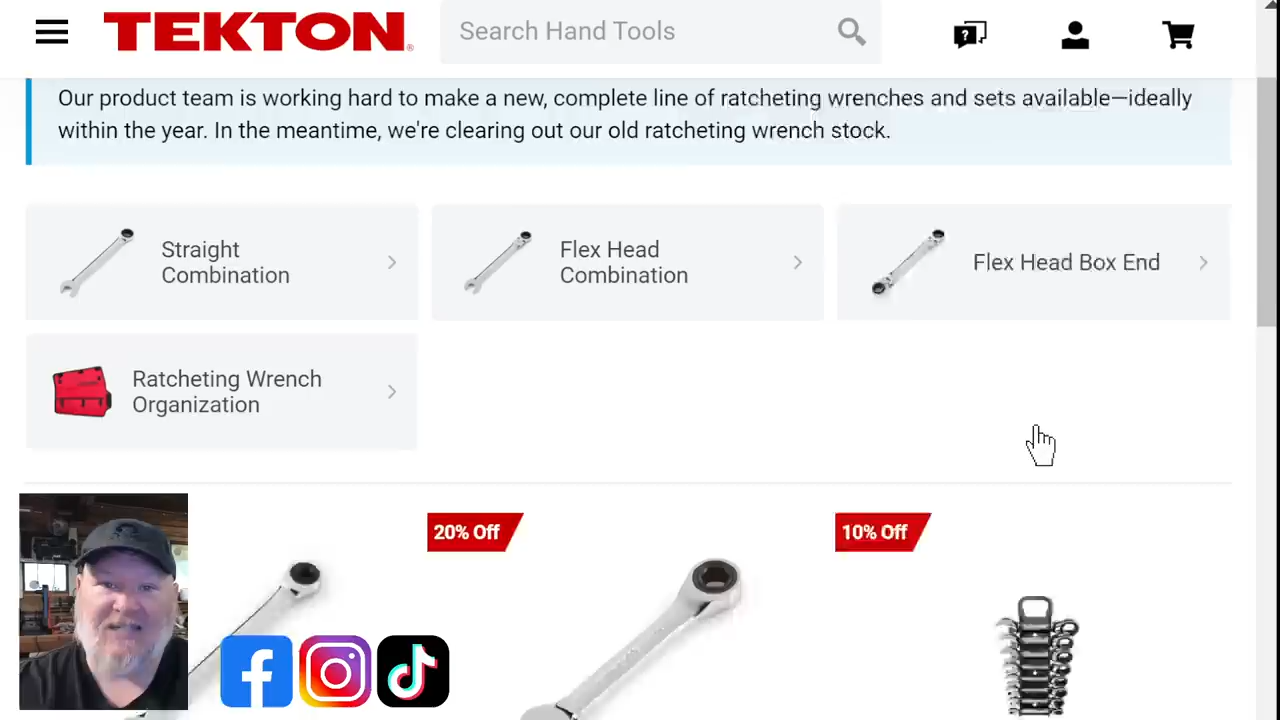 TEKTON®
Search Hand Tools
Our product team is working hard to make a new, complete line of ratcheting wrenches and sets available—ideally
within the year. In the meantime, we're clearing out our old ratcheting wrench stock.
Straight
Combination
Flex Head
Combination
Flex Head Box End
Ratcheting Wrench
Organization
20% Off
10% Off